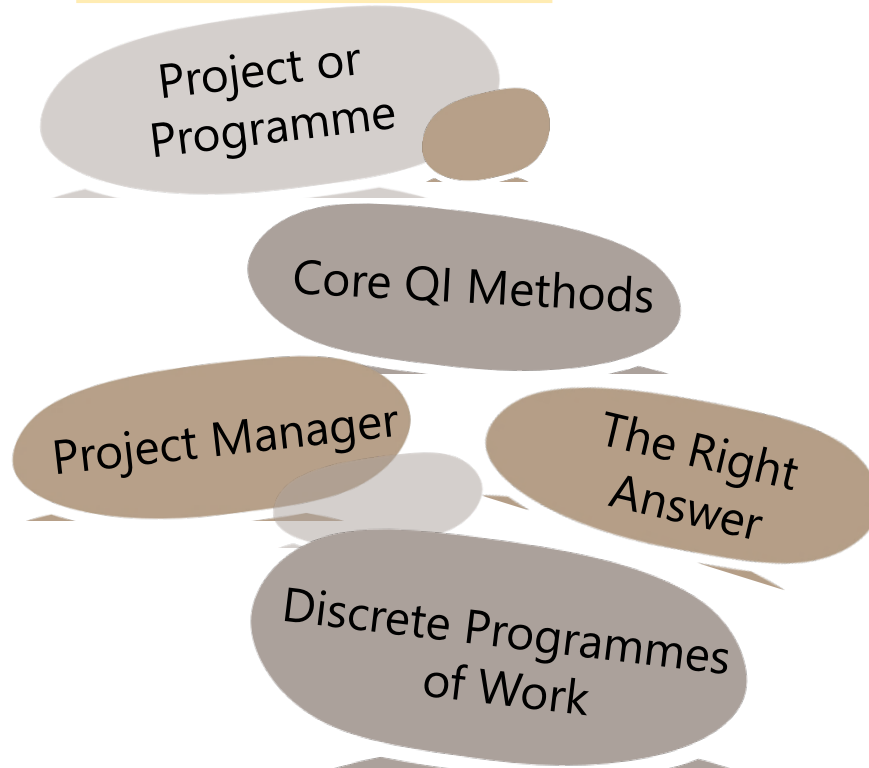 Project or
Programme
Core QI Methods
Project Manager
The Right
Answer
Discrete Programmes
of Work